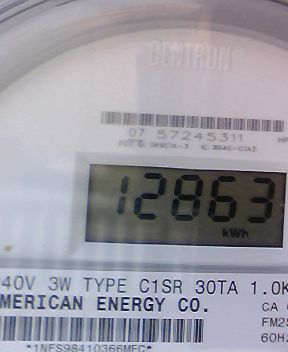 CENTRON®
07 57245311
12863
kWh
40V 3W TYPE C1SR 30TA 1.0K
MERICAN ENERGY CO.
CA
FM2S
60H
*1NFS98410366MFC*